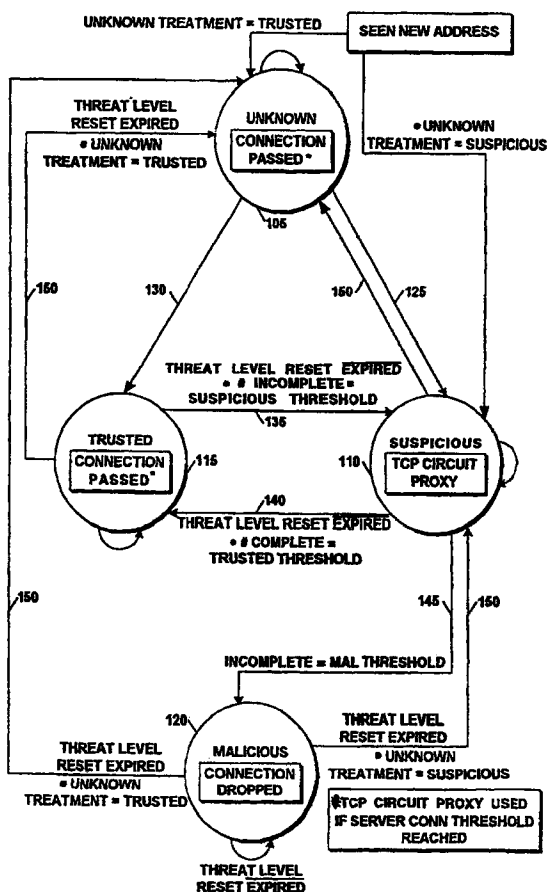 UNKNOWN TREATMENT = TRUSTED
SEEN NEW ADDRESS
THREAT LEVEL
RESET EXPIRED
• UNKNOWN
TREATMENT = TRUSTED
UNKNOWN
CONNECTION
PASSED*
• UNKNOWN
TREATMENT = SUSPICIOUS
105
150
130
150
125
THREAT LEVEL RESET EXPIRED
• # INCOMPLETE =
SUSPICIOUS THRESHOLD
135
TRUSTED
CONNECTION
PASSED*
115
SUSPICIOUS
TCP CIRCUIT
PROXY
110
140
THREAT LEVEL RESET EXPIRED
• # COMPLETE =
TRUSTED THRESHOLD
150
145
150
INCOMPLETE = MAL THRESHOLD
120
MALICIOUS
CONNECTION
DROPPED
THREAT LEVEL
RESET EXPIRED
• UNKNOWN
TREATMENT = TRUSTED
THREAT LEVEL
RESET EXPIRED
• UNKNOWN
TREATMENT = SUSPICIOUS
*TCP CIRCUIT PROXY USED
IF SERVER CONN THRESHOLD
REACHED
THREAT LEVEL
RESET EXPIRED